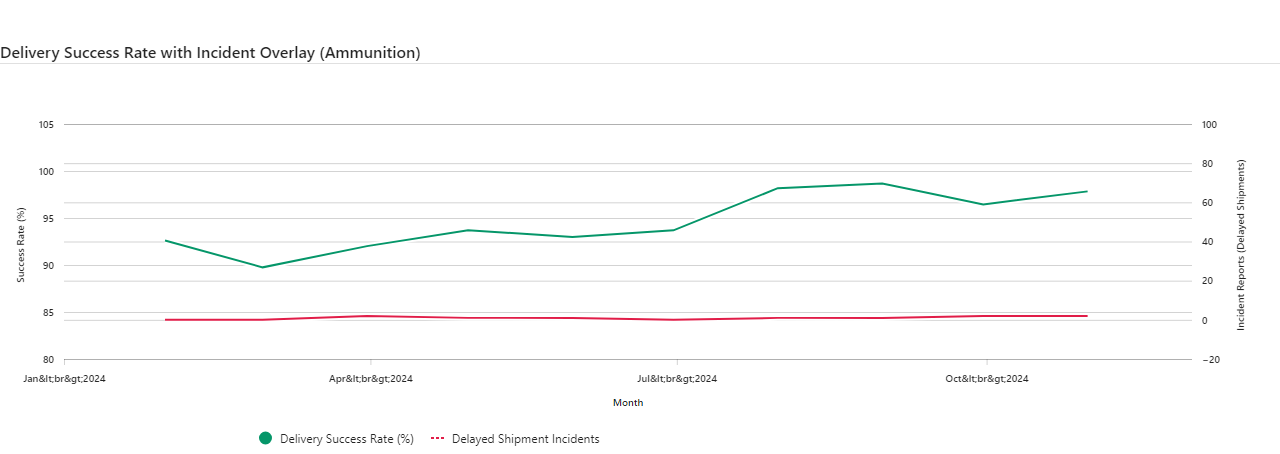 Delivery Success Rate with Incident Overlay (Ammunition)
105
100
95
90
85
80
Success Rate (%)
100
80
60
40
20
0
−20
Incident Reports (Delayed Shipments)
Jan&lt;br&gt;2024
Apr&lt;br&gt;2024
Jul&lt;br&gt;2024
Oct&lt;br&gt;2024
Month
Delivery Success Rate (%)
Delayed Shipment Incidents